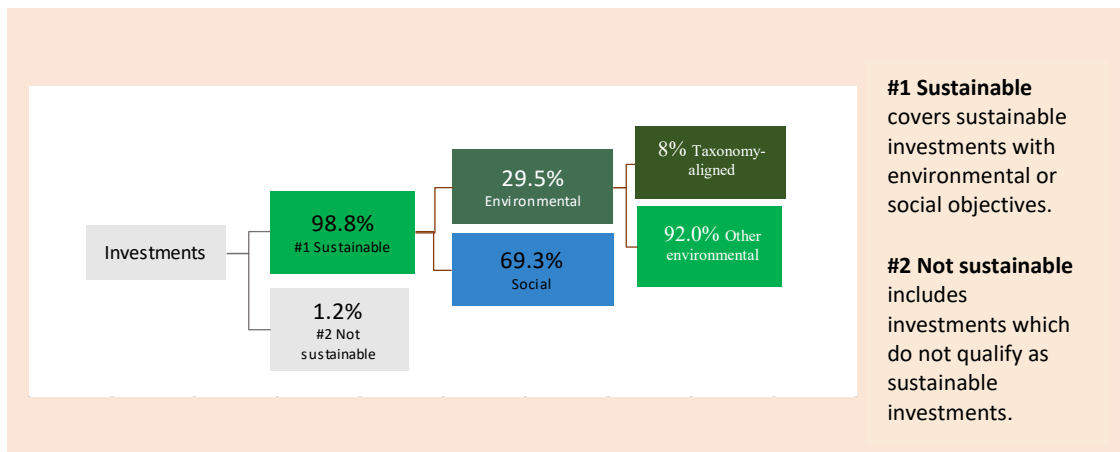 Investments
98.8%
#1 Sustainable
1.2%
#2 Not
sustainable
29.5%
Environmental
69.3%
Social
8% Taxonomy-
aligned
92.0% Other
environmental
#1 Sustainable
covers sustainable
investments with
environmental or
social objectives.
#2 Not sustainable
includes
investments which
do not qualify as
sustainable
investments.